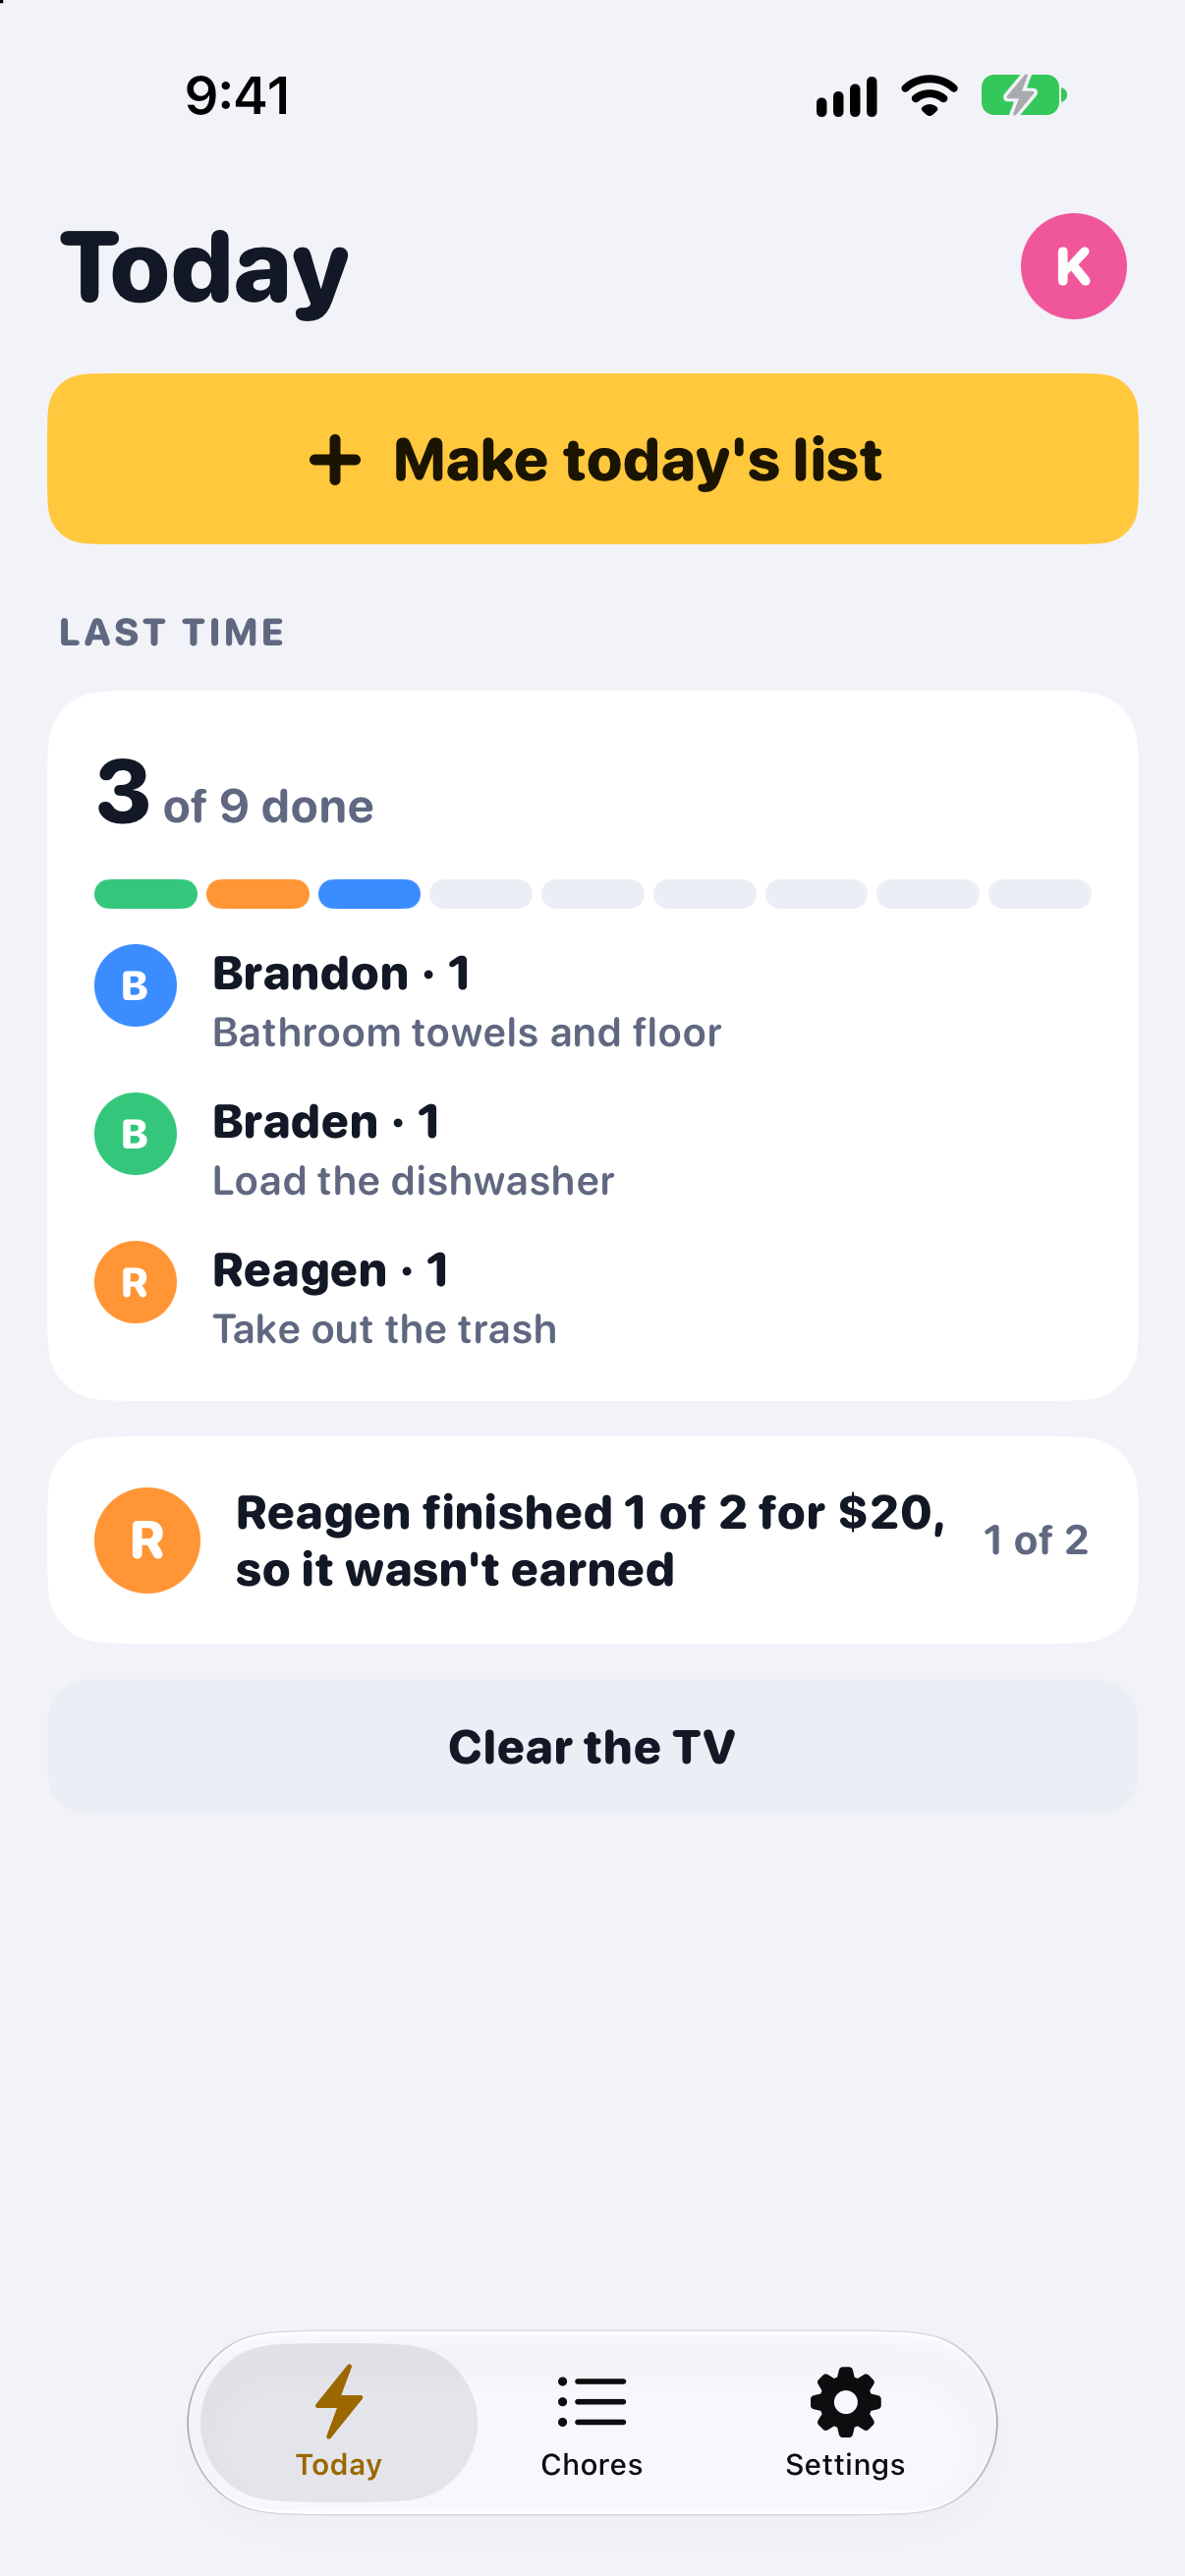 9:41
Today
K
+ Make today's list
LAST TIME
3 of 9 done
B
Brandon · 1
Bathroom towels and floor
B
Braden · 1
Load the dishwasher
R
Reagen · 1
Take out the trash
R
Reagen finished 1 of 2 for $20,
so it wasn't earned
1 of 2
Clear the TV
Today
Chores
Settings